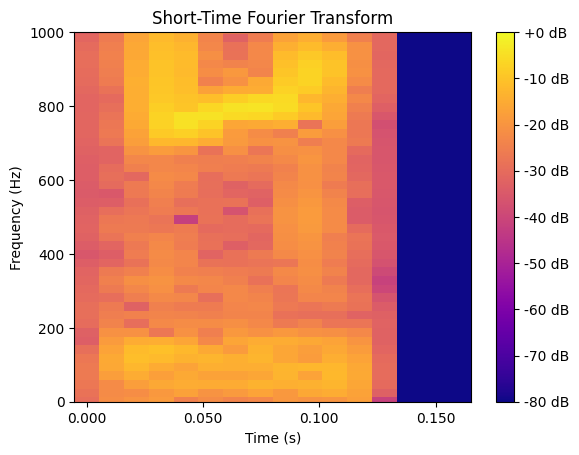 Short-Time Fourier Transform
1000
800
600
400
200
0
Frequency (Hz)
0.000
0.050
0.100
0.150
Time (s)
+0 dB
-10 dB
-20 dB
-30 dB
-40 dB
-50 dB
-60 dB
-70 dB
-80 dB